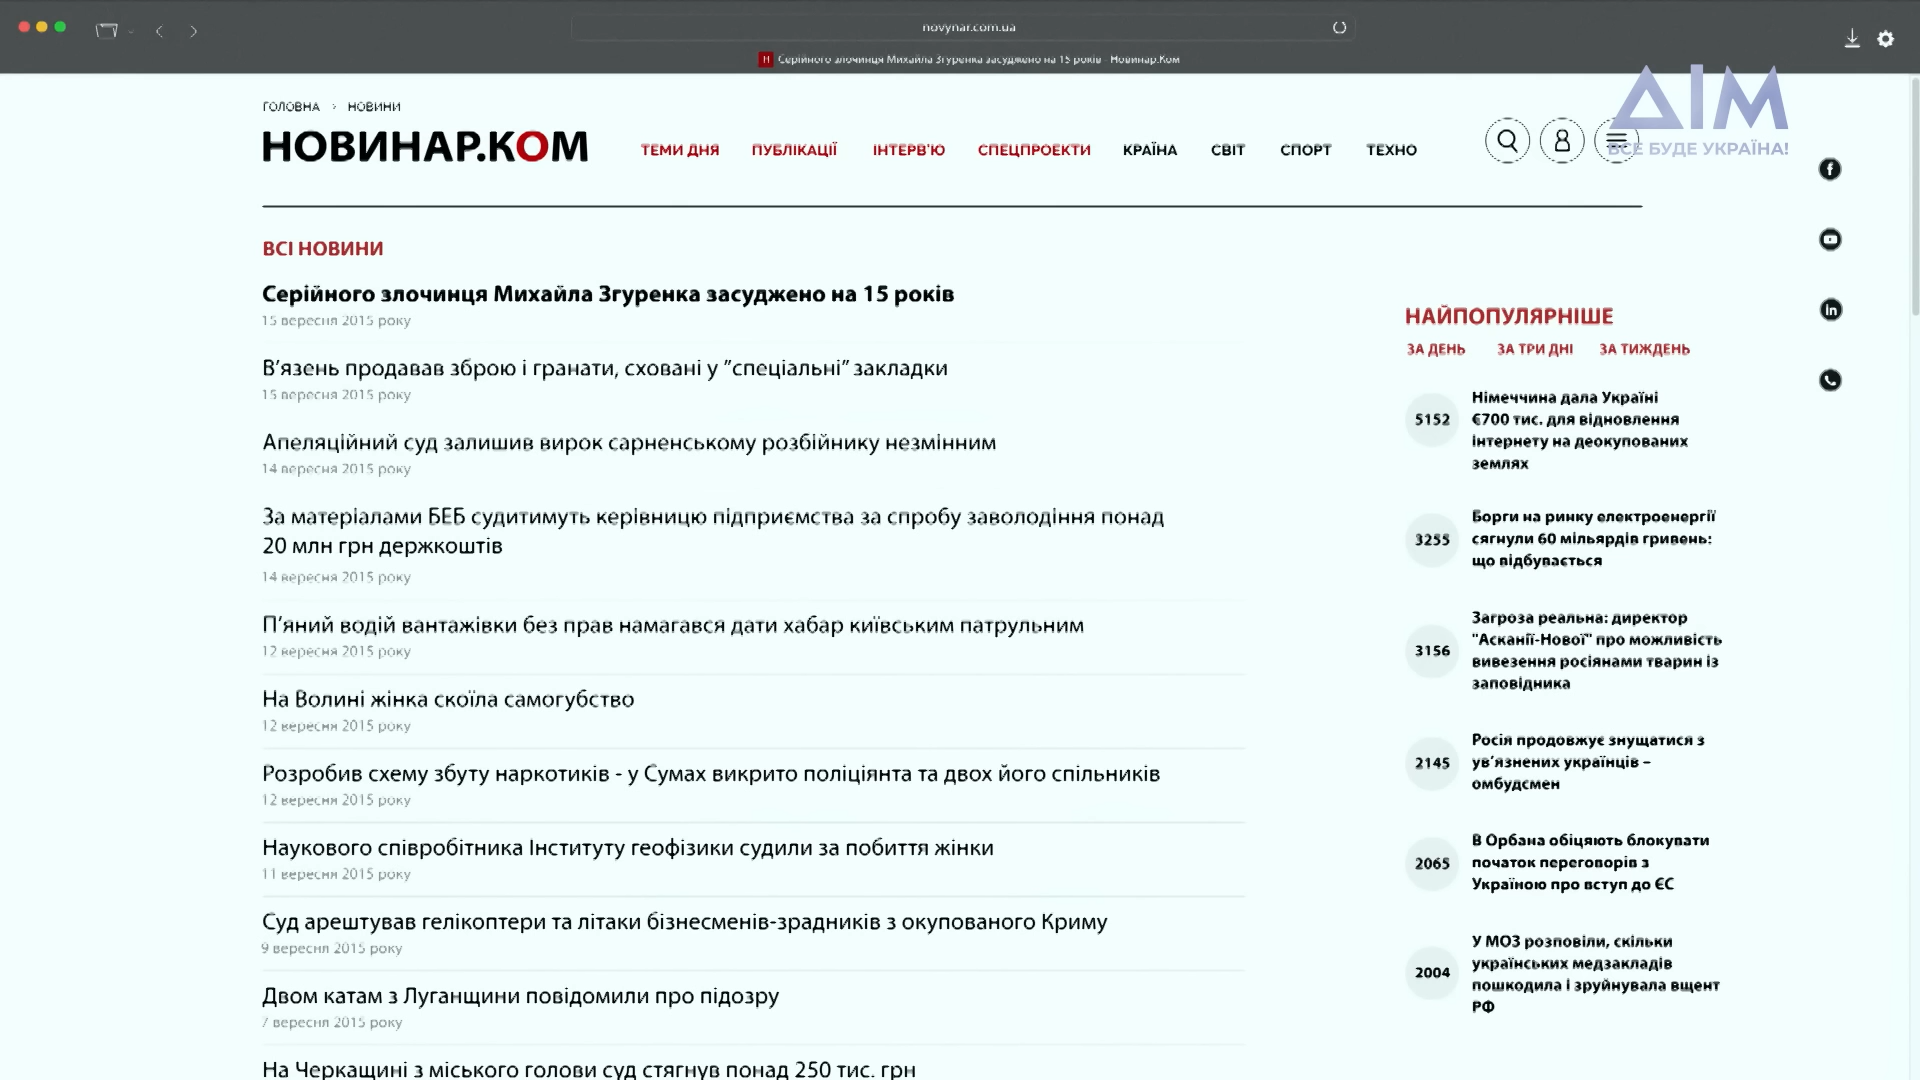 novynar.com.ua
Н Серійного злочинця Михайла Згуренка засуджено на 15 років - Новинар.Ком
ДІМ
ВСЕ БУДЕ УКРАЇНА!
ГОЛОВНА > НОВИНИ
НОВИНАР.КОМ
ТЕМИ ДНЯ ПУБЛІКАЦІЇ ІНТЕРВ'Ю СПЕЦПРОЕКТИ КРАЇНА СВІТ СПОРТ ТЕХНО
ВСІ НОВИНИ
Серійного злочинця Михайла Згуренка засуджено на 15 років
15 вересня 2015 року
В’язень продавав зброю і гранати, сховані у ”спеціальні” закладки
15 вересня 2015 року
Апеляційний суд залишив вирок сарненському розбійнику незмінним
14 вересня 2015 року
За матеріалами БЕБ судитимуть керівницю підприємства за спробу заволодіння понад
20 млн грн держкоштів
14 вересня 2015 року
П’яний водій вантажівки без прав намагався дати хабар київським патрульним
12 вересня 2015 року
На Волині жінка скоїла самогубство
12 вересня 2015 року
Розробив схему збуту наркотиків - у Сумах викрито поліціянта та двох його спільників
12 вересня 2015 року
Наукового співробітника Інституту геофізики судили за побиття жінки
11 вересня 2015 року
Суд арештував гелікоптери та літаки бізнесменів-зрадників з окупованого Криму
9 вересня 2015 року
Двом катам з Луганщини повідомили про підозру
7 вересня 2015 року
На Черкащині з міського голови суд стягнув понад 250 тис. грн
НАЙПОПУЛЯРНІШЕ
ЗА ДЕНЬ ЗА ТРИ ДНІ ЗА ТИЖДЕНЬ
5152
Німеччина дала Україні
€700 тис. для відновлення
інтернету на деокупованих
землях
3255
Борги на ринку електроенергії
сягнули 60 мільярдів гривень:
що відбувається
3156
Загроза реальна: директор
"Асканії-Нової" про можливість
вивезення росіянами тварин із
заповідника
2145
Росія продовжує знущатися з
ув’язнених українців –
омбудсмен
2065
В Орбана обіцяють блокувати
початок переговорів з
Україною про вступ до ЄС
2004
У МОЗ розповіли, скільки
українських медзакладів
пошкодила і зруйнувала вщент
РФ